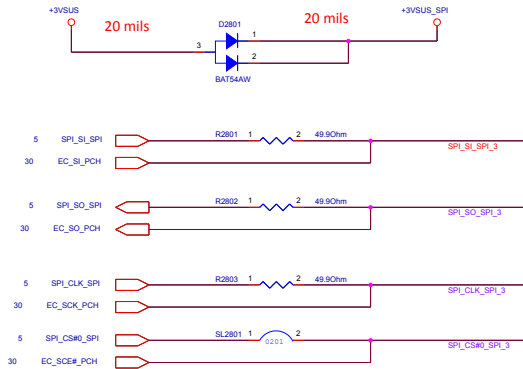 +3VSUS 20 mils D2801 20 mils +3VSUS_SPI
3 1
2
BAT54AW
5 SPI_SI_SPI R2801 1 2 49.9Ohm
SPI_SI_SPI_3
30 EC_SI_PCH
5 SPI_SO_SPI R2802 1 2 49.9Ohm
SPI_SO_SPI_3
30 EC_SO_PCH
5 SPI_CLK_SPI R2803 1 2 49.9Ohm
SPI_CLK_SPI_3
30 EC_SCK_PCH
5 SPI_CS#0_SPI SL2801 1 2
0201
SPI_CS#0_SPI_3
30 EC_SCE#_PCH